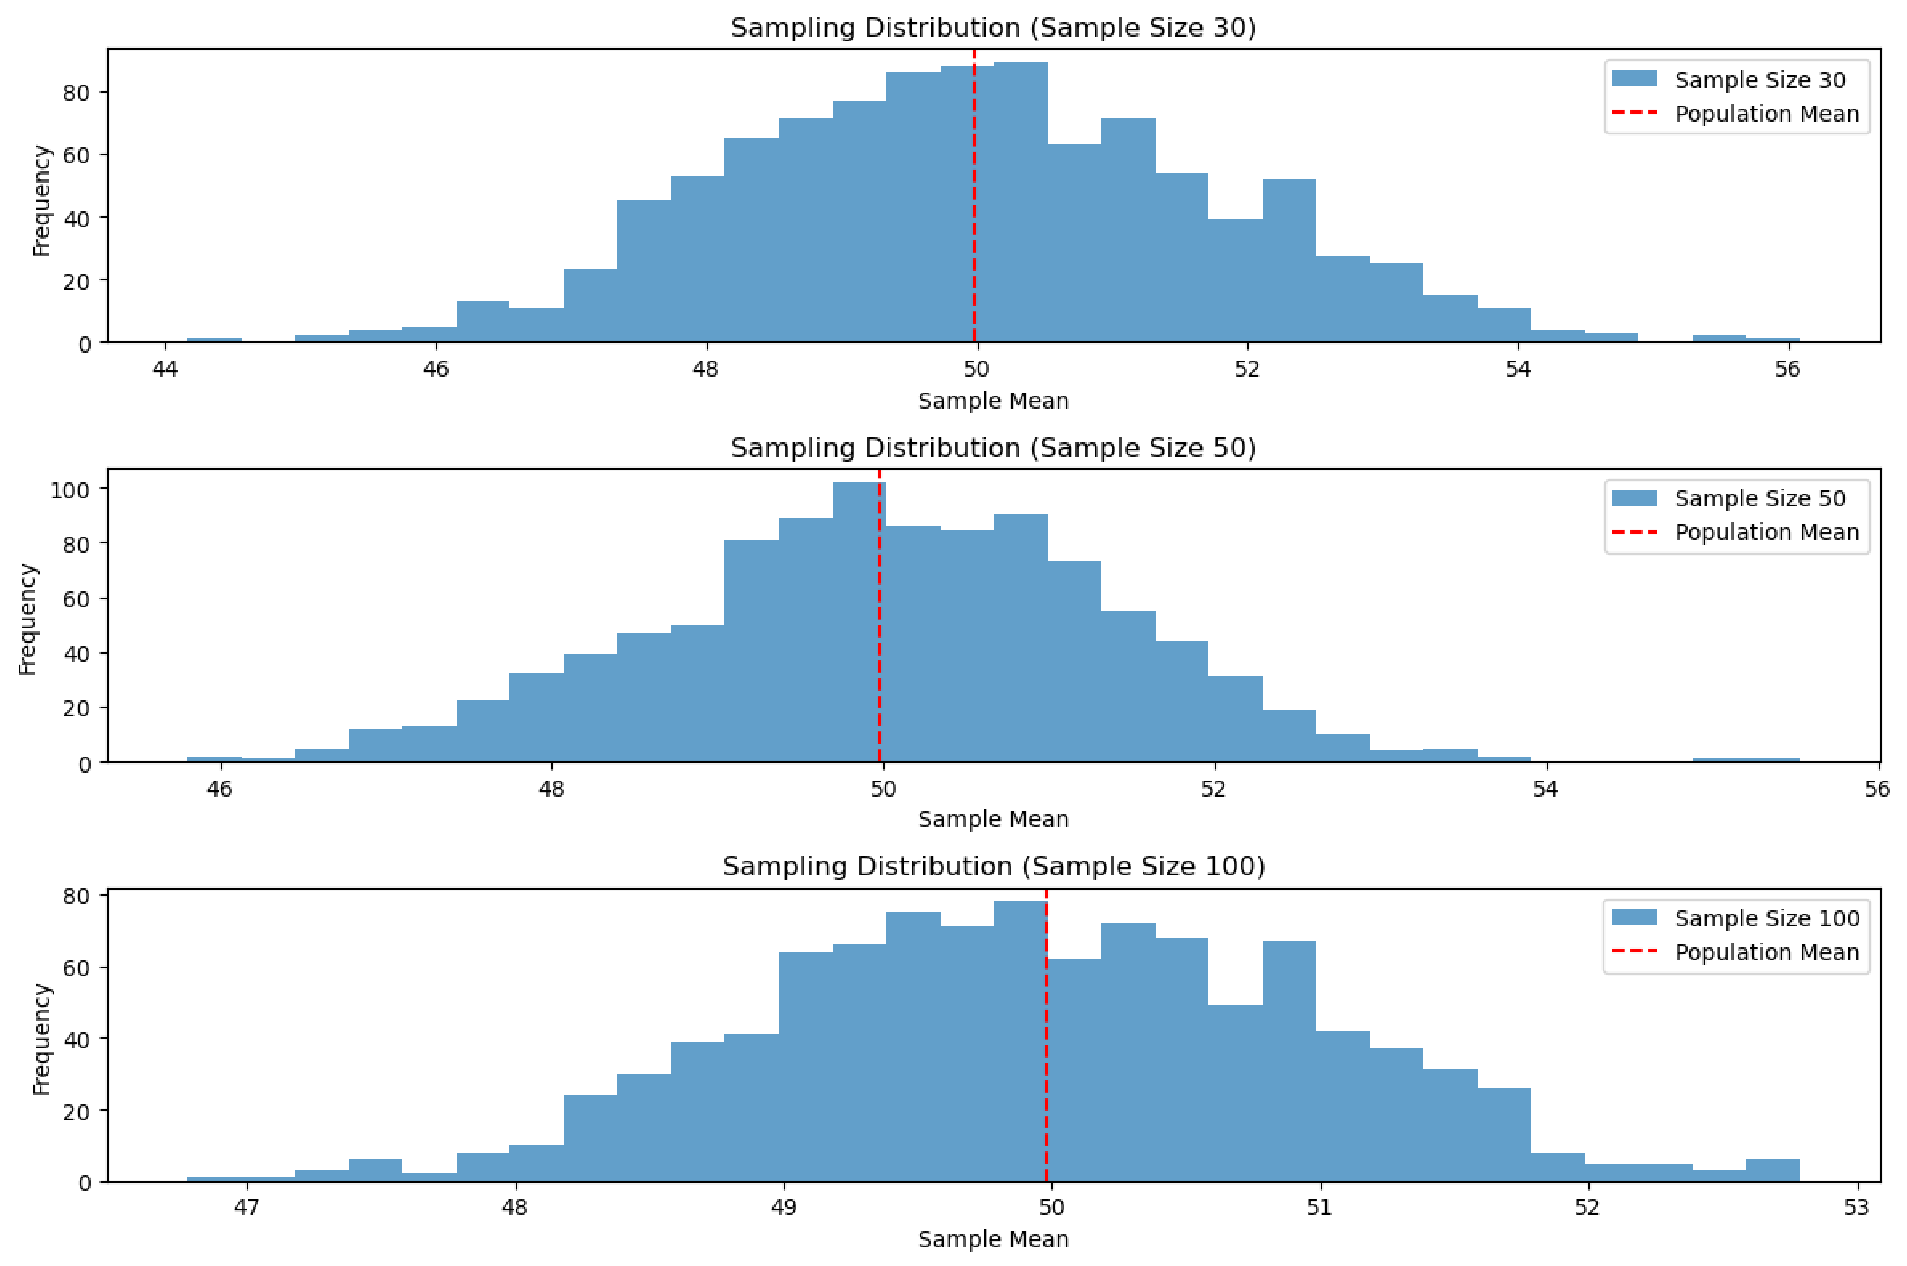 Sampling Distribution (Sample Size 30)
80
60
40
20
0
Frequency
Sample Size 30
Population Mean
44 46 48 50 52 54 56
Sample Mean
Sampling Distribution (Sample Size 50)
100
80
60
40
20
0
Frequency
Sample Size 50
Population Mean
46 48 50 52 54 56
Sample Mean
Sampling Distribution (Sample Size 100)
80
60
40
20
0
Frequency
Sample Size 100
Population Mean
47 48 49 50 51 52 53
Sample Mean